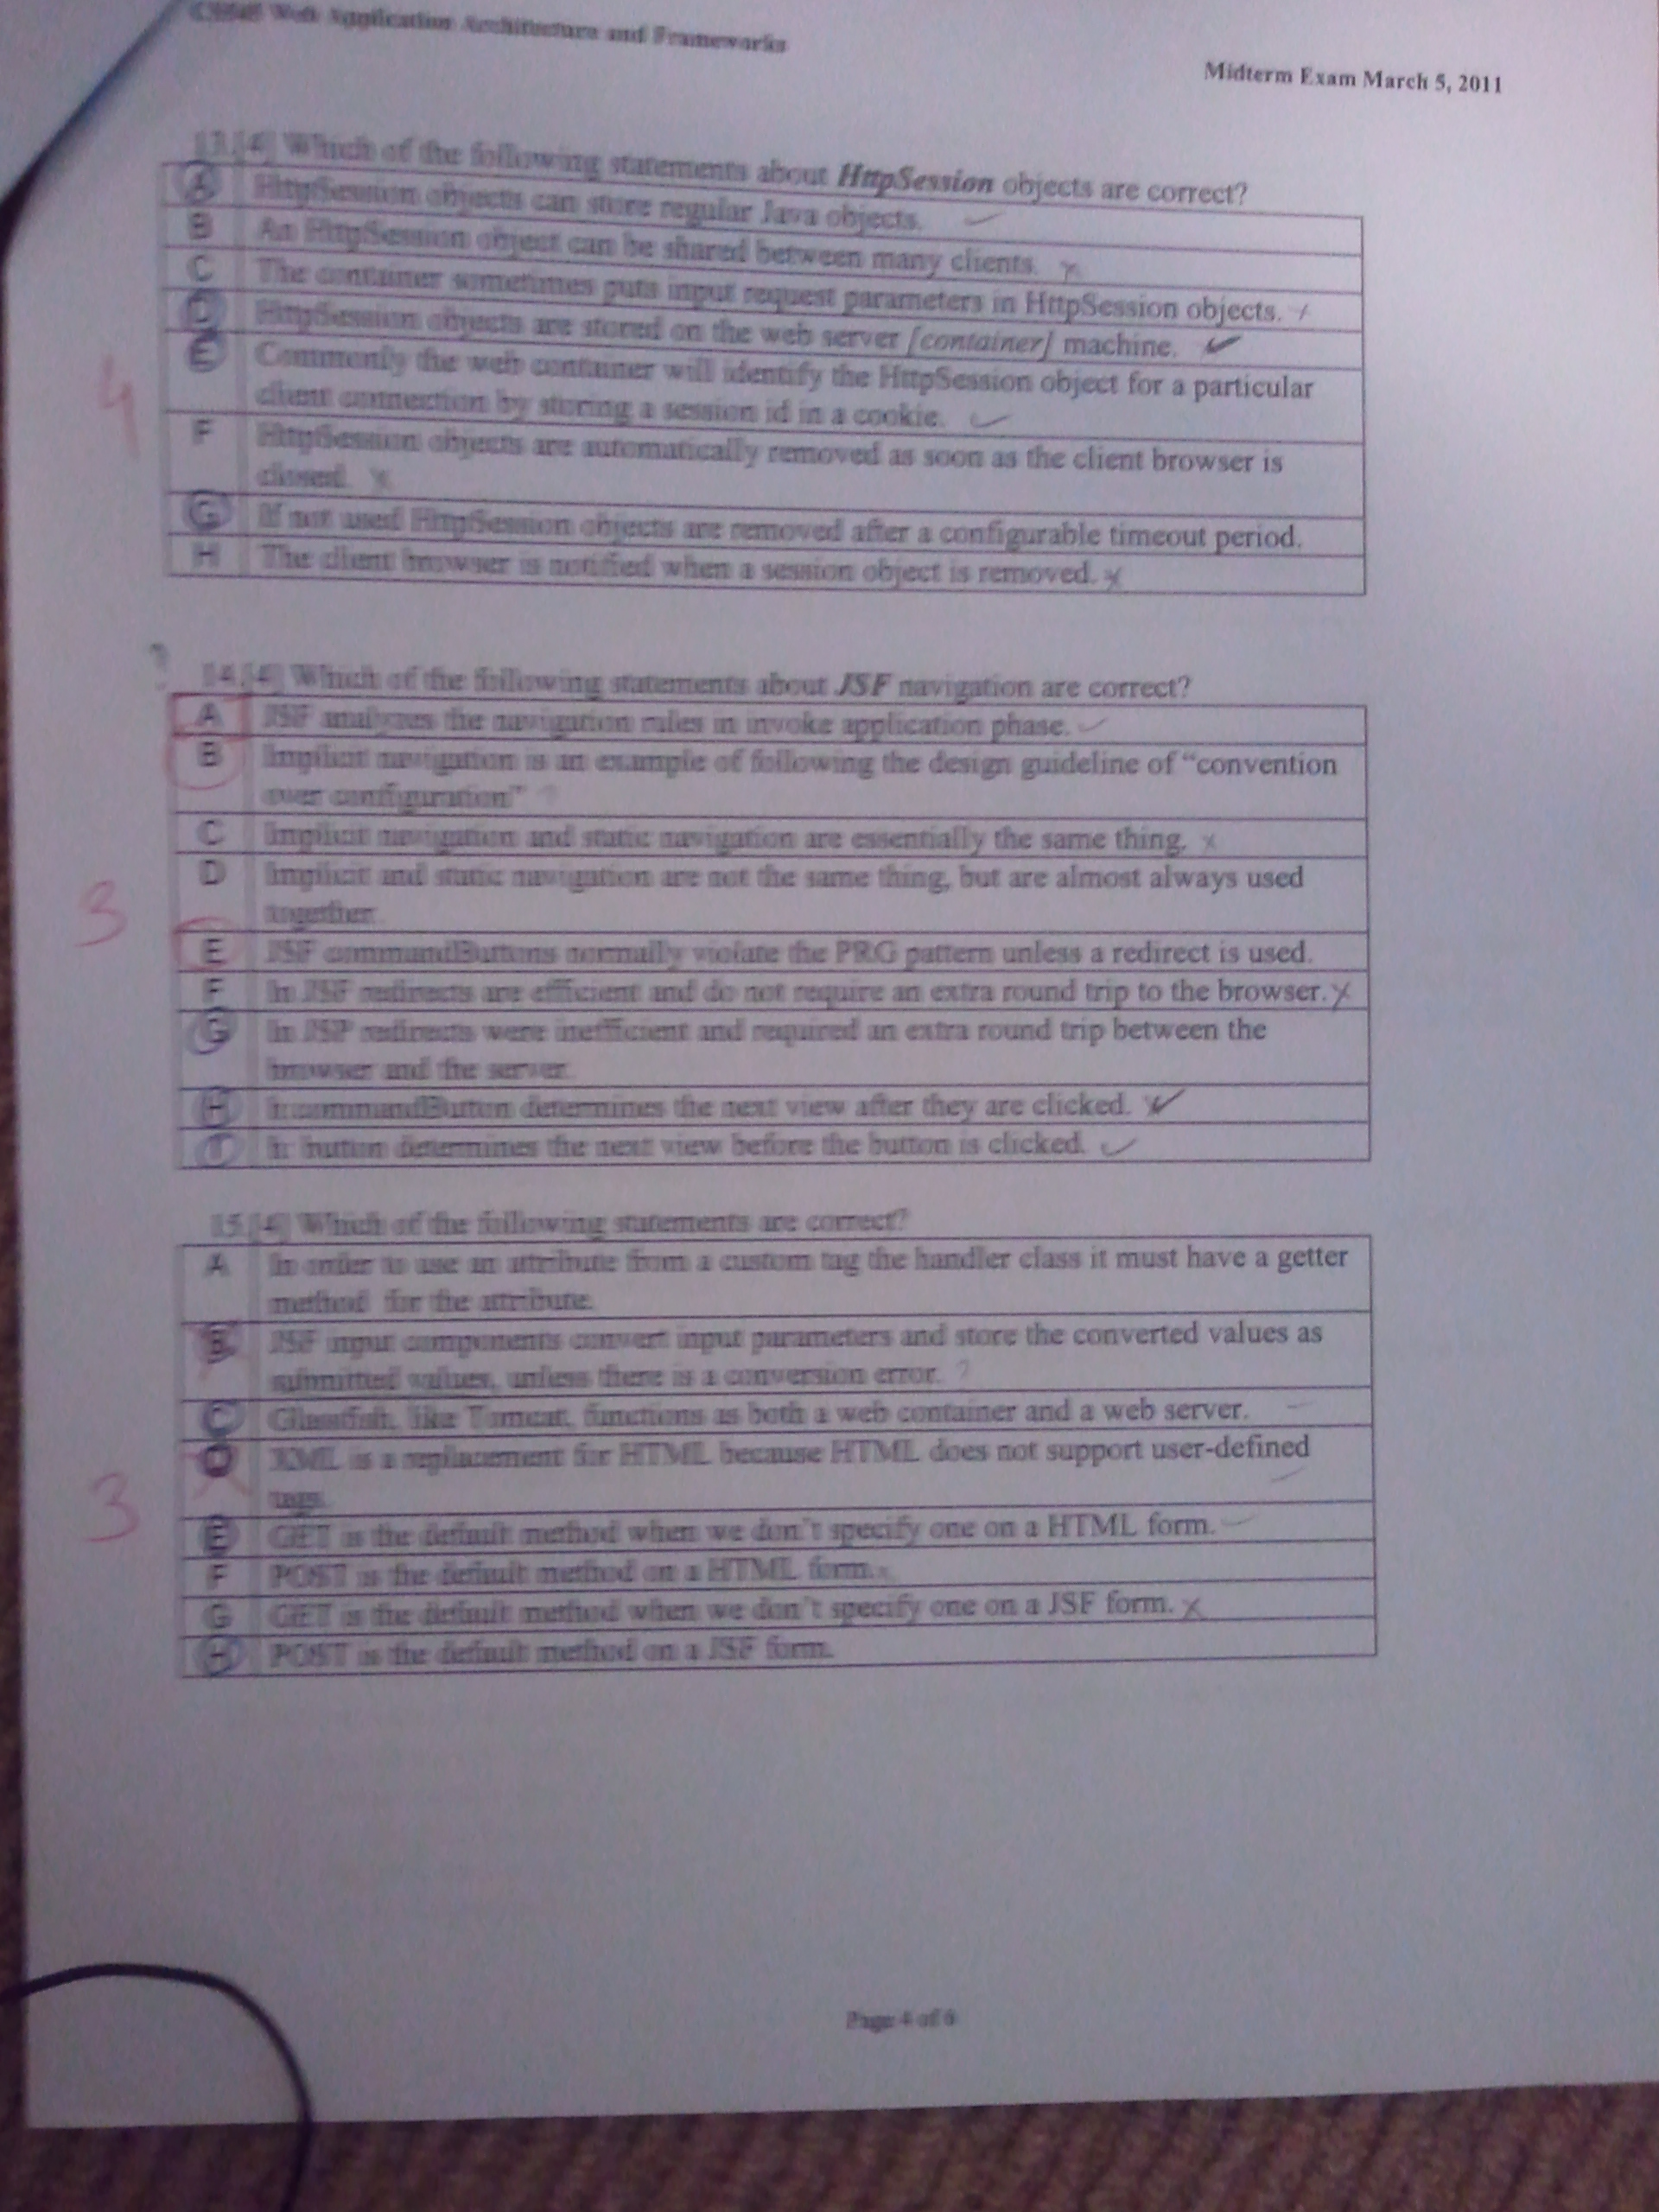 Web Application Architecture and Frameworks
Midterm Exam March 5, 2011
13.[4] Which of the following statements about HttpSession objects are correct?
A HttpSession objects can store regular Java objects.
B An HttpSession object can be shared between many clients.
C The container sometimes puts input request parameters in HttpSession objects.
D HttpSession objects are stored on the web server [container] machine.
E Commonly the web container will identify the HttpSession object for a particular
client connection by storing a session id in a cookie.
4
F HttpSession objects are automatically removed as soon as the client browser is
closed.
G If not used HttpSession objects are removed after a configurable timeout period.
H The client browser is notified when a session object is removed.
14.[4] Which of the following statements about JSF navigation are correct?
A JSF analyzes the navigation rules in invoke application phase.
B Implicit navigation is an example of following the design guideline of “convention
over configuration”
C Implicit navigation and static navigation are essentially the same thing.
D Implicit and static navigation are not the same thing, but are almost always used
together.
3
E JSF commandButtons normally violate the PRG pattern unless a redirect is used.
F In JSF redirects are efficient and do not require an extra round trip to the browser.
G In JSP redirects were inefficient and required an extra round trip between the
browser and the server.
H h:commandButton determines the next view after they are clicked.
I h: button determines the next view before the button is clicked.
15.[4] Which of the following statements are correct?
A In order to use an attribute from a custom tag the handler class it must have a getter
method for the attribute.
B JSF input components convert input parameters and store the converted values as
submitted values, unless there is a conversion error. ?
C Glassfish, like Tomcat, functions as both a web container and a web server.
D XML is a replacement for HTML because HTML does not support user-defined
tags.
3
E GET is the default method when we don't specify one on a HTML form.
F POST is the default method on a HTML form.
G GET is the default method when we don't specify one on a JSF form.
H POST is the default method on a JSF form.
Page 4 of 6